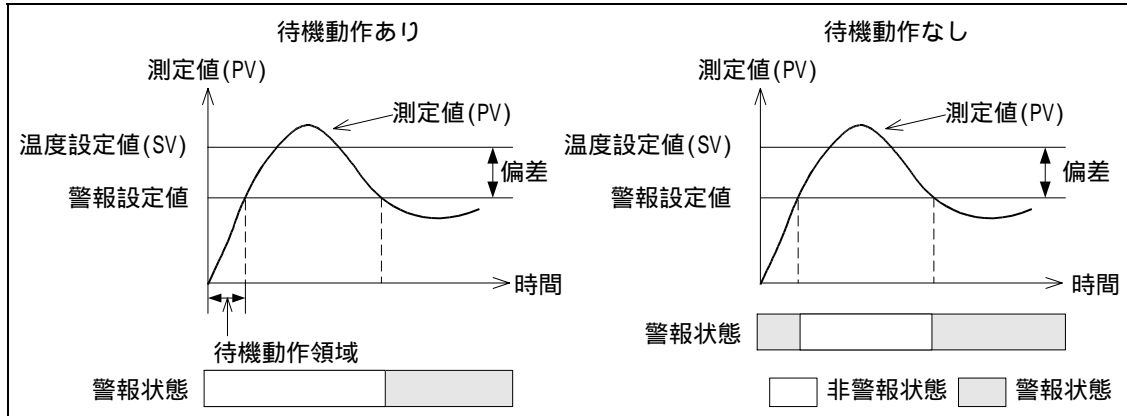 待機動作あり
測定値(PV)
測定値(PV)
温度設定値(SV)
偏差
警報設定値
時間
待機動作領域
警報状態
待機動作なし
測定値(PV)
測定値(PV)
温度設定値(SV)
偏差
警報設定値
時間
警報状態
非警報状態
警報状態